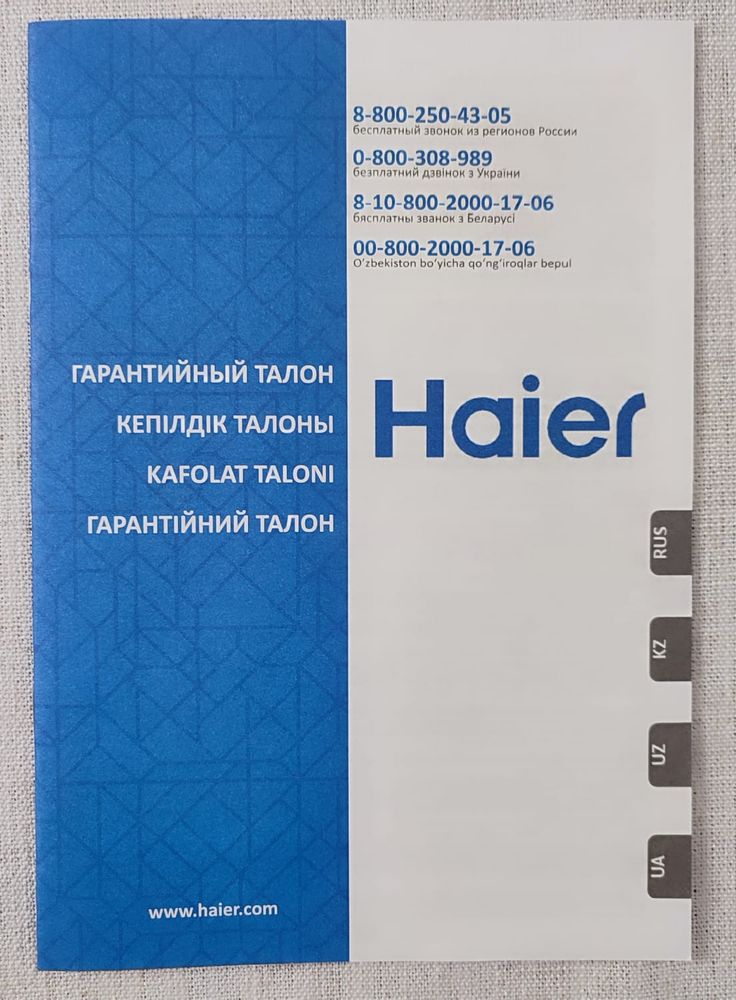 8-800-250-43-05
бесплатный звонок из регионов России
0-800-308-989
безплатний дзвінок з України
8-10-800-2000-17-06
бясплатны званок з Беларусі
00-800-2000-17-06
O'zbekiston bo'yicha qo'ng'iroqlar bepul
ГАРАНТИЙНЫЙ ТАЛОН
КЕПІЛДІК ТАЛОНЫ
KAFOLAT TALONI
ГАРАНТІЙНИЙ ТАЛОН
Haier
RUS
KZ
UZ
UA
www.haier.com